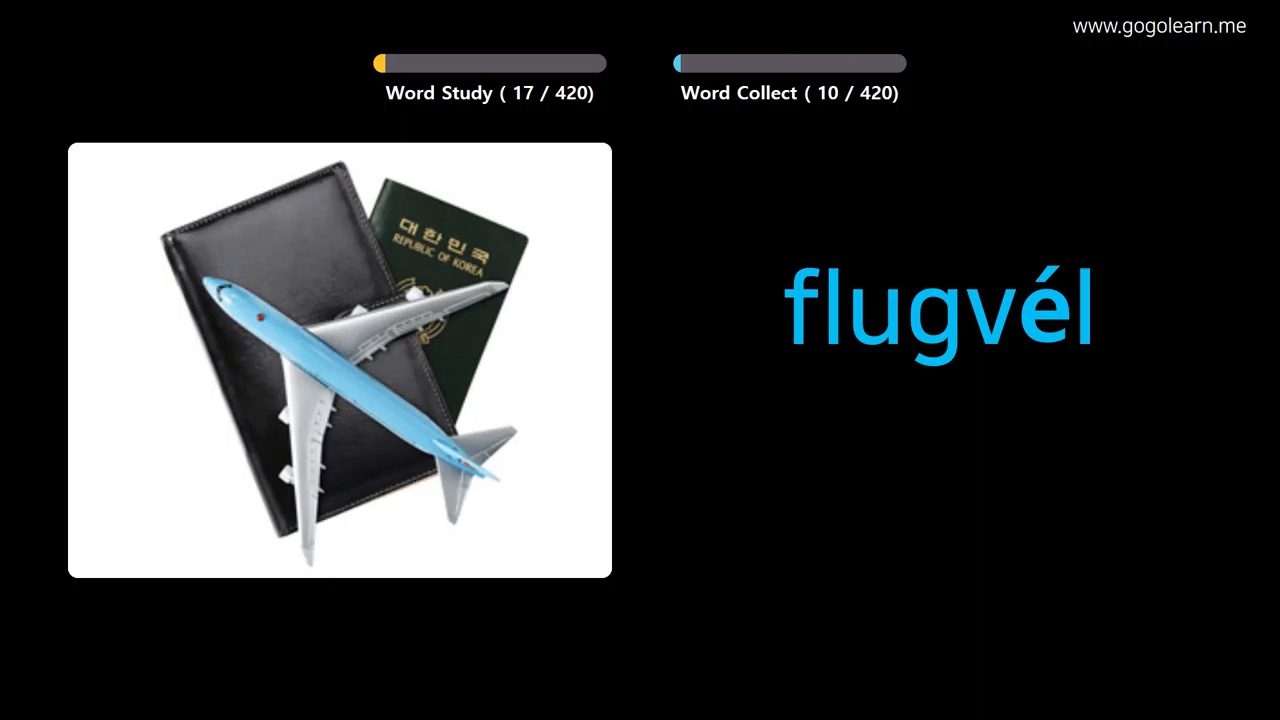 www.gogolearn.me
Word Study ( 17 / 420)
Word Collect ( 10 / 420)
대한민국
REPUBLIC OF KOREA
flugvél